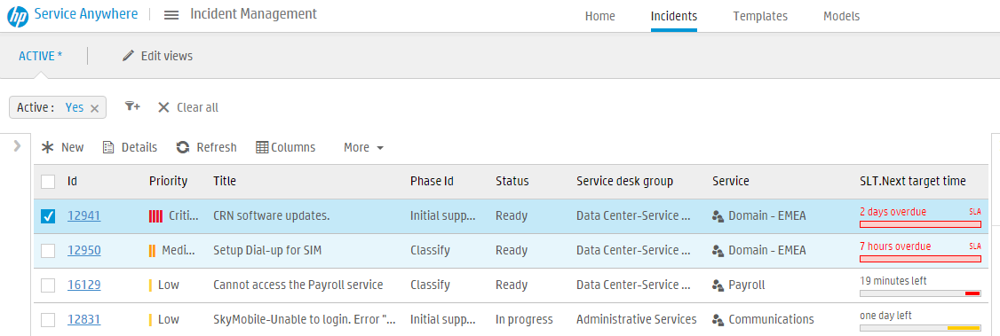 hp Service Anywhere Incident Management Home Incidents Templates Models
ACTIVE * Edit views
Active : Yes Clear all
New Details Refresh Columns More
Id Priority Title Phase Id Status Service desk group Service SLT.Next target time
12941 Criti... CRN software updates. Initial supp... Ready Data Center-Service ... Domain - EMEA 2 days overdue SLA
12950 Medi... Setup Dial-up for SIM Classify Ready Data Center-Service ... Domain - EMEA 7 hours overdue SLA
16129 Low Cannot access the Payroll service Classify Ready Data Center-Service ... Payroll 19 minutes left
12831 Low SkyMobile-Unable to login. Error "... Initial supp... In progress Administrative Services Communications one day left